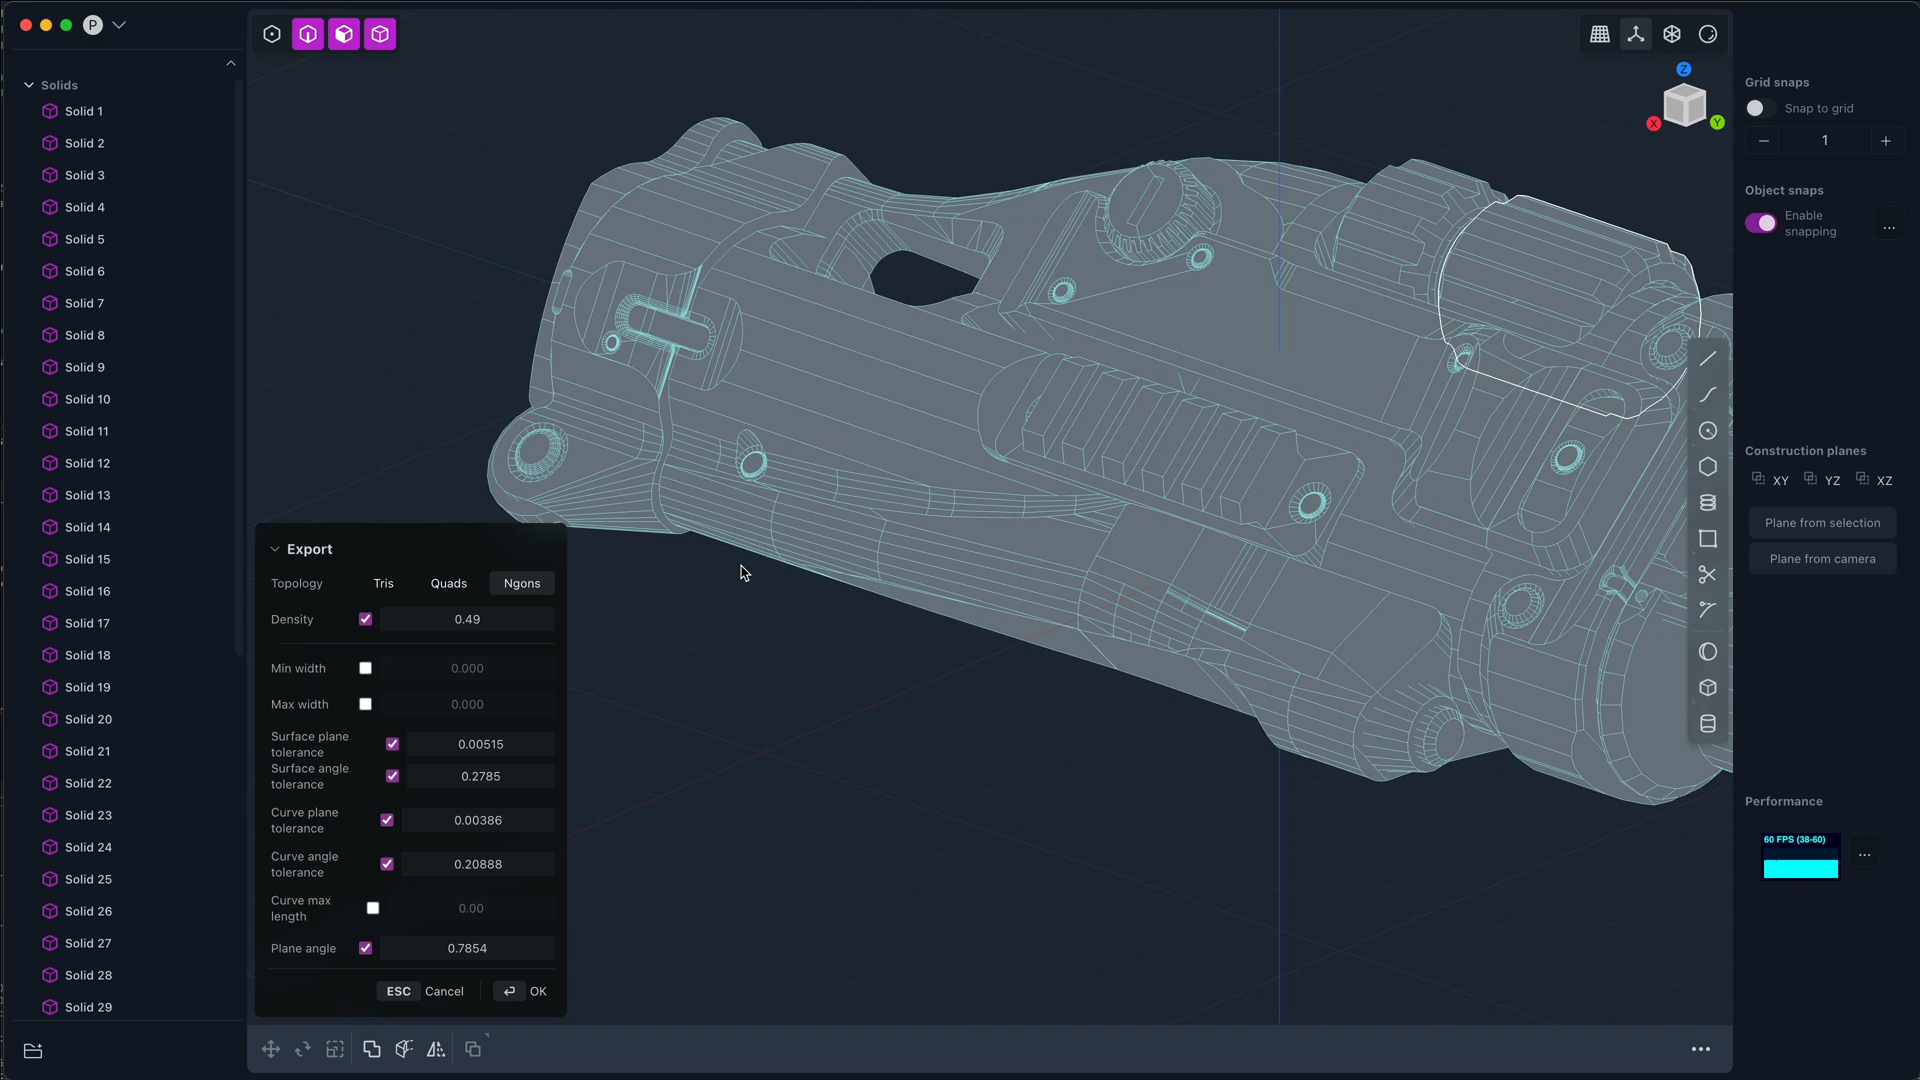 P
Solids
Solid 1
Solid 2
Solid 3
Solid 4
Solid 5
Solid 6
Solid 7
Solid 8
Solid 9
Solid 10
Solid 11
Solid 12
Solid 13
Solid 14
Solid 15
Solid 16
Solid 17
Solid 18
Solid 19
Solid 20
Solid 21
Solid 22
Solid 23
Solid 24
Solid 25
Solid 26
Solid 27
Solid 28
Solid 29
Export
Topology Tris Quads Ngons
Density 0.49
Min width 0.000
Max width 0.000
Surface plane
tolerance 0.00515
Surface angle
tolerance 0.2785
Curve plane
tolerance 0.00386
Curve angle
tolerance 0.20888
Curve max
length 0.00
Plane angle 0.7854
ESC Cancel OK
Z
X Y
Grid snaps
Snap to grid
− 1 +
Object snaps
Enable
snapping ...
Construction planes
XY YZ XZ
Plane from selection
Plane from camera
Performance
60 FPS (38-60)
...